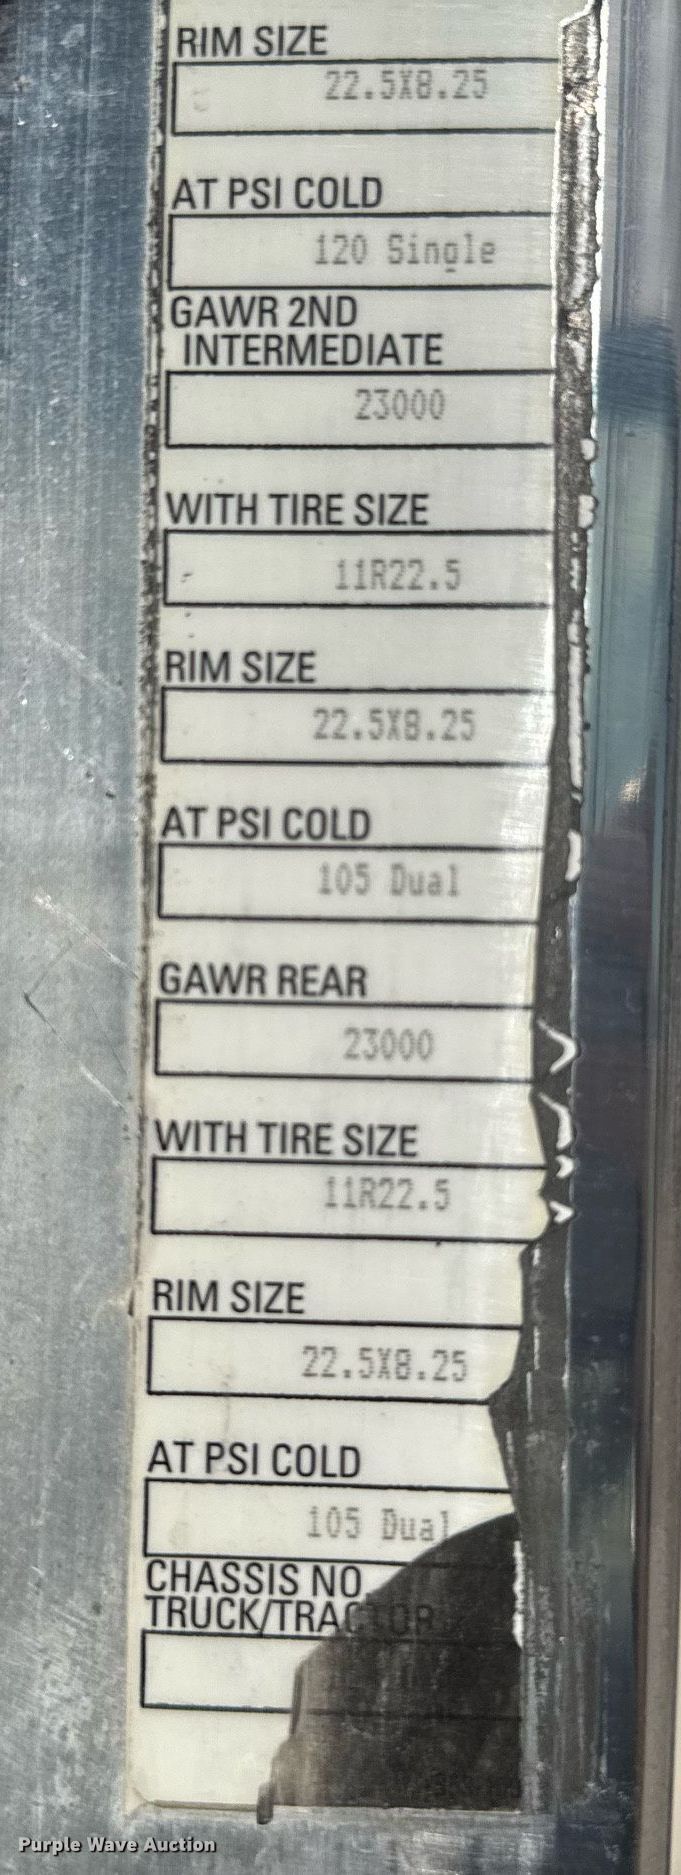 RIM SIZE
22.5X8.25
AT PSI COLD
120 Single
GAWR 2ND
INTERMEDIATE
23000
WITH TIRE SIZE
11R22.5
RIM SIZE
22.5X8.25
AT PSI COLD
105 Dual
GAWR REAR
23000
WITH TIRE SIZE
11R22.5
RIM SIZE
22.5X8.25
AT PSI COLD
105 Dual
CHASSIS NO
TRUCK/TRACTOR
Purple Wave Auction